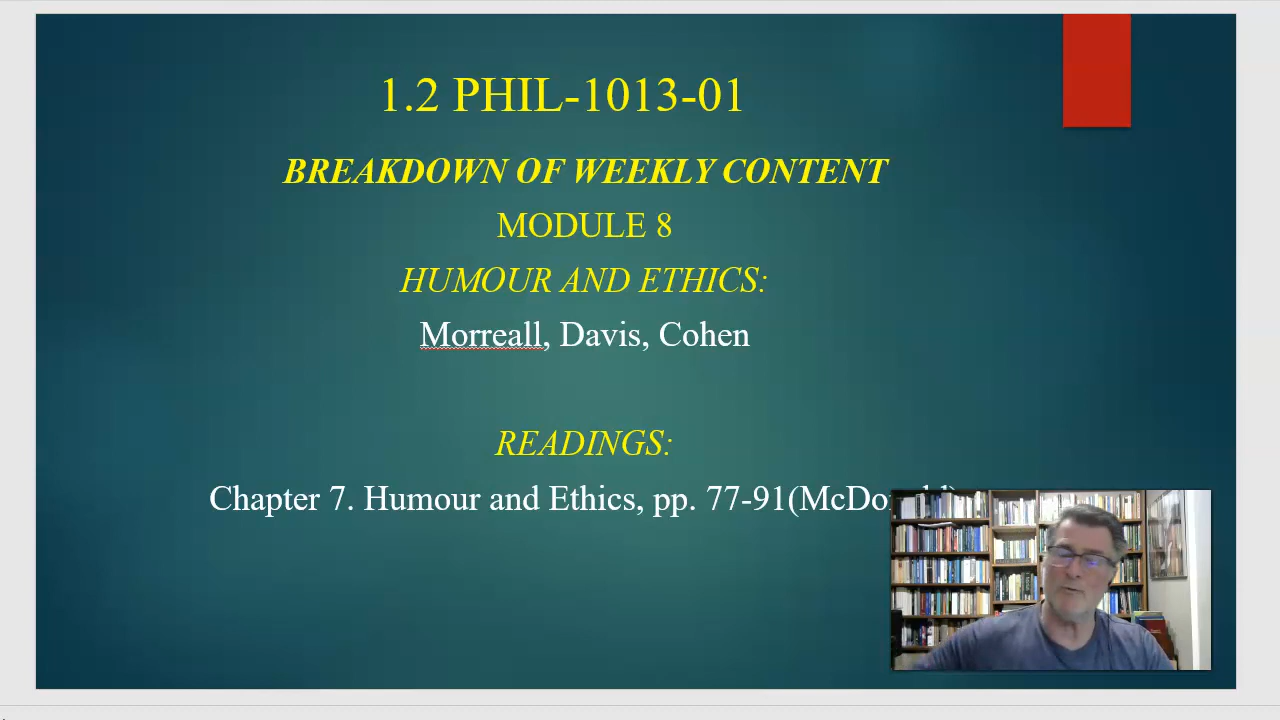 1.2 PHIL-1013-01
BREAKDOWN OF WEEKLY CONTENT
MODULE 8
HUMOUR AND ETHICS:
Morreall, Davis, Cohen
READINGS:
Chapter 7. Humour and Ethics, pp. 77-91(McDonald)